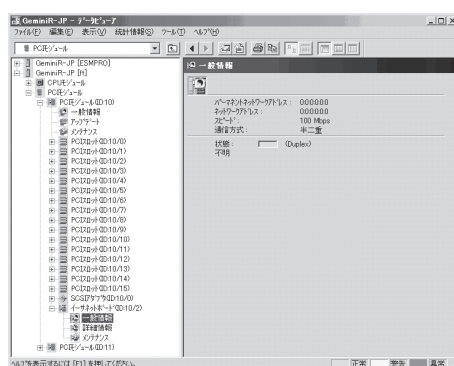 GeminiR-JP - ﾃﾞｰﾀﾋﾞｭｰｱ
ﾌｧｲﾙ(F) 編集(E) 表示(V) 統計情報(S) ﾂｰﾙ(T) ﾍﾙﾌﾟ(H)
PCIﾓｼﾞｭｰﾙ
GeminiR-JP [ESMPRO]
GeminiR-JP [ft]
CPUﾓｼﾞｭｰﾙ
PCIﾓｼﾞｭｰﾙ
PCIﾓｼﾞｭｰﾙ(ID:10)
一般情報
ｱｯﾌﾟﾃﾞｰﾄ
ﾒﾝﾃﾅﾝｽ
PCIｽﾛｯﾄ(ID:10/0)
PCIｽﾛｯﾄ(ID:10/1)
PCIｽﾛｯﾄ(ID:10/2)
PCIｽﾛｯﾄ(ID:10/3)
PCIｽﾛｯﾄ(ID:10/4)
PCIｽﾛｯﾄ(ID:10/5)
PCIｽﾛｯﾄ(ID:10/6)
PCIｽﾛｯﾄ(ID:10/7)
PCIｽﾛｯﾄ(ID:10/8)
PCIｽﾛｯﾄ(ID:10/9)
PCIｽﾛｯﾄ(ID:10/10)
PCIｽﾛｯﾄ(ID:10/11)
PCIｽﾛｯﾄ(ID:10/12)
PCIｽﾛｯﾄ(ID:10/13)
PCIｽﾛｯﾄ(ID:10/14)
PCIｽﾛｯﾄ(ID:10/15)
SCSIｱﾀﾞﾌﾟﾀ(ID:10/0)
ｲｰｻﾈｯﾄﾎﾞｰﾄﾞ(ID:10/2)
一般情報
詳細情報
ﾒﾝﾃﾅﾝｽ
PCIﾓｼﾞｭｰﾙ(ID:11)
一般情報
ﾊﾟｰﾏﾈﾝﾄﾈｯﾄﾜｰｸｱﾄﾞﾚｽ : 000000
ﾈｯﾄﾜｰｸｱﾄﾞﾚｽ : 000000
ｽﾋﾟｰﾄﾞ : 100 Mbps
通信方式 : 半二重
状態 : (Duplex)
不明
ﾍﾙﾌﾟを表示するには [F1] を押してください。
正常 警告 異常